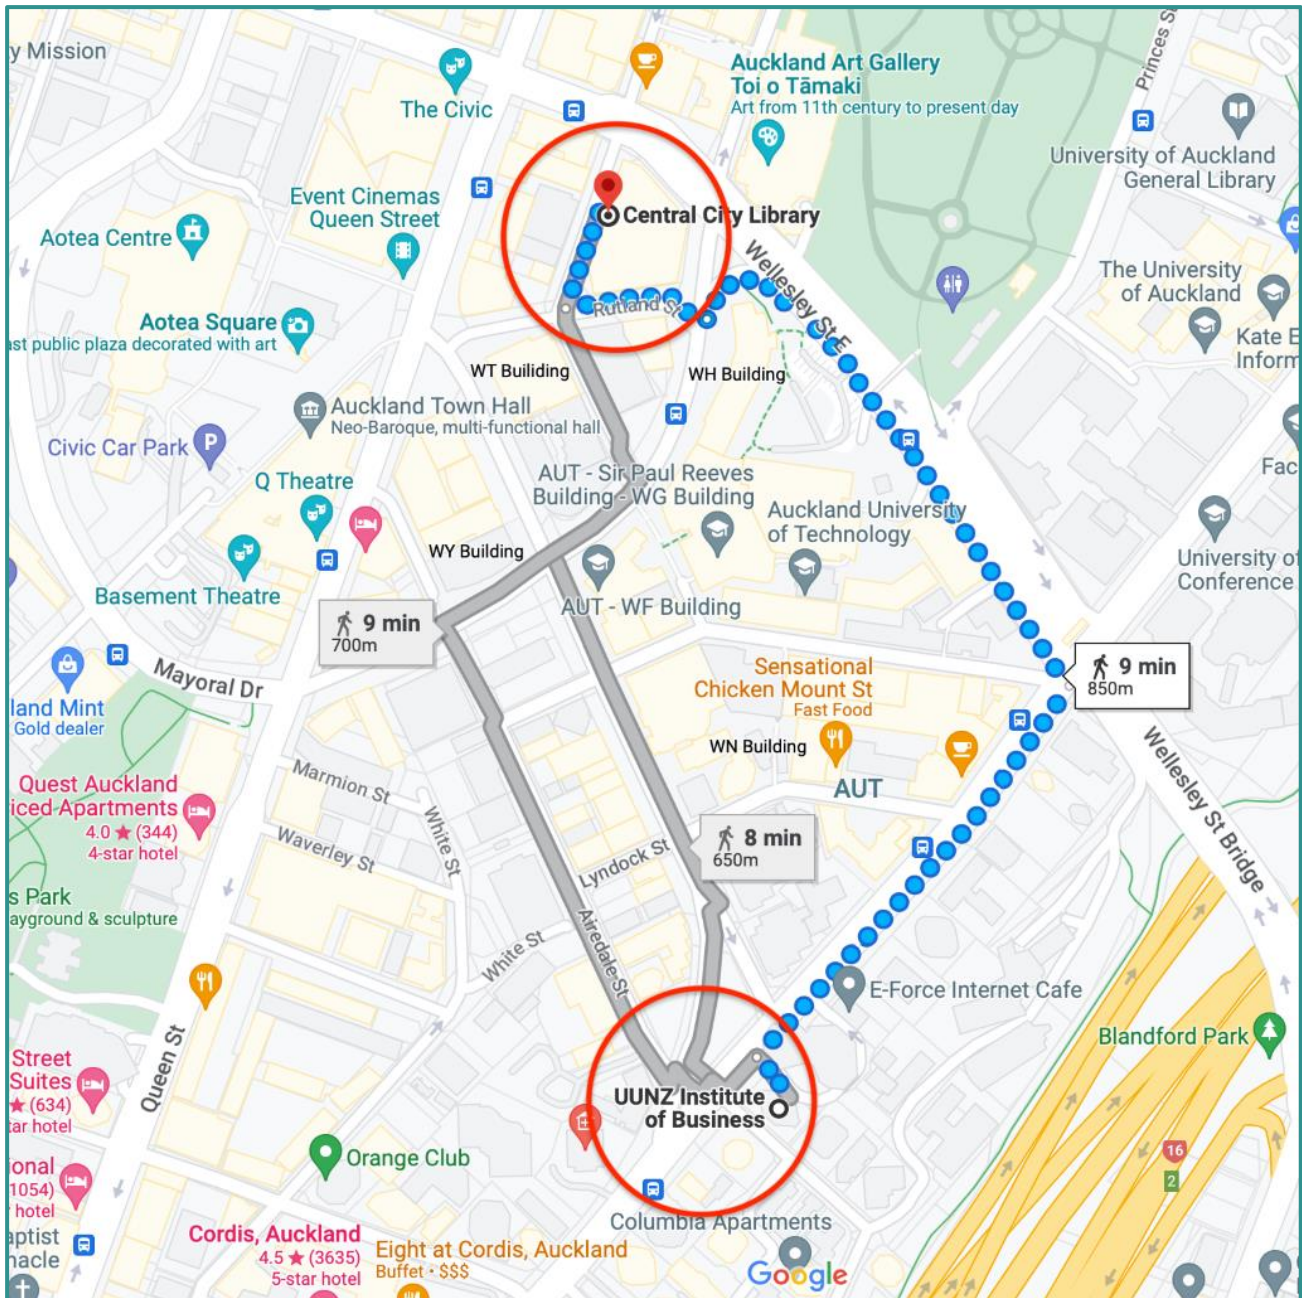 y Mission
The Civic
Auckland Art Gallery
Toi o Tāmaki
Art from 11th century to present day
Princes S
University of Auckland
General Library
Event Cinemas
Queen Street
Central City Library
Aotea Centre
Wellesley St E
The University
of Auckland
Kate E
Inform
Aotea Square
ast public plaza decorated with art
Rutland St
WT Builiding
WH Building
Auckland Town Hall
Neo-Baroque, multi-functional hall
Civic Car Park
P
Q Theatre
AUT - Sir Paul Reeves
Building - WG Building
Fac
Auckland University
of Technology
WY Building
University of
Conference
Basement Theatre
AUT - WF Building
9 min
700m
Mayoral Dr
Sensational
Chicken Mount St
Fast Food
9 min
850m
land Mint
Gold dealer
WN Building
AUT
Wellesley St Bridge
Quest Auckland
iced Apartments
4.0 ★ (344)
4-star hotel
Marmion St
White St
Waverley St
8 min
650m
Lyndock St
s Park
ayground & sculpture
Airedale St
White St
E-Force Internet Cafe
Blandford Park
Queen St
Street
Suites
★ (634)
tar hotel
UUNZ Institute
of Business
16
2
Orange Club
ional
1054)
r hotel
Columbia Apartments
Cordis, Auckland
4.5 ★ (3635)
5-star hotel
Eight at Cordis, Auckland
Buffet • $$$
aptist
nacle
Google